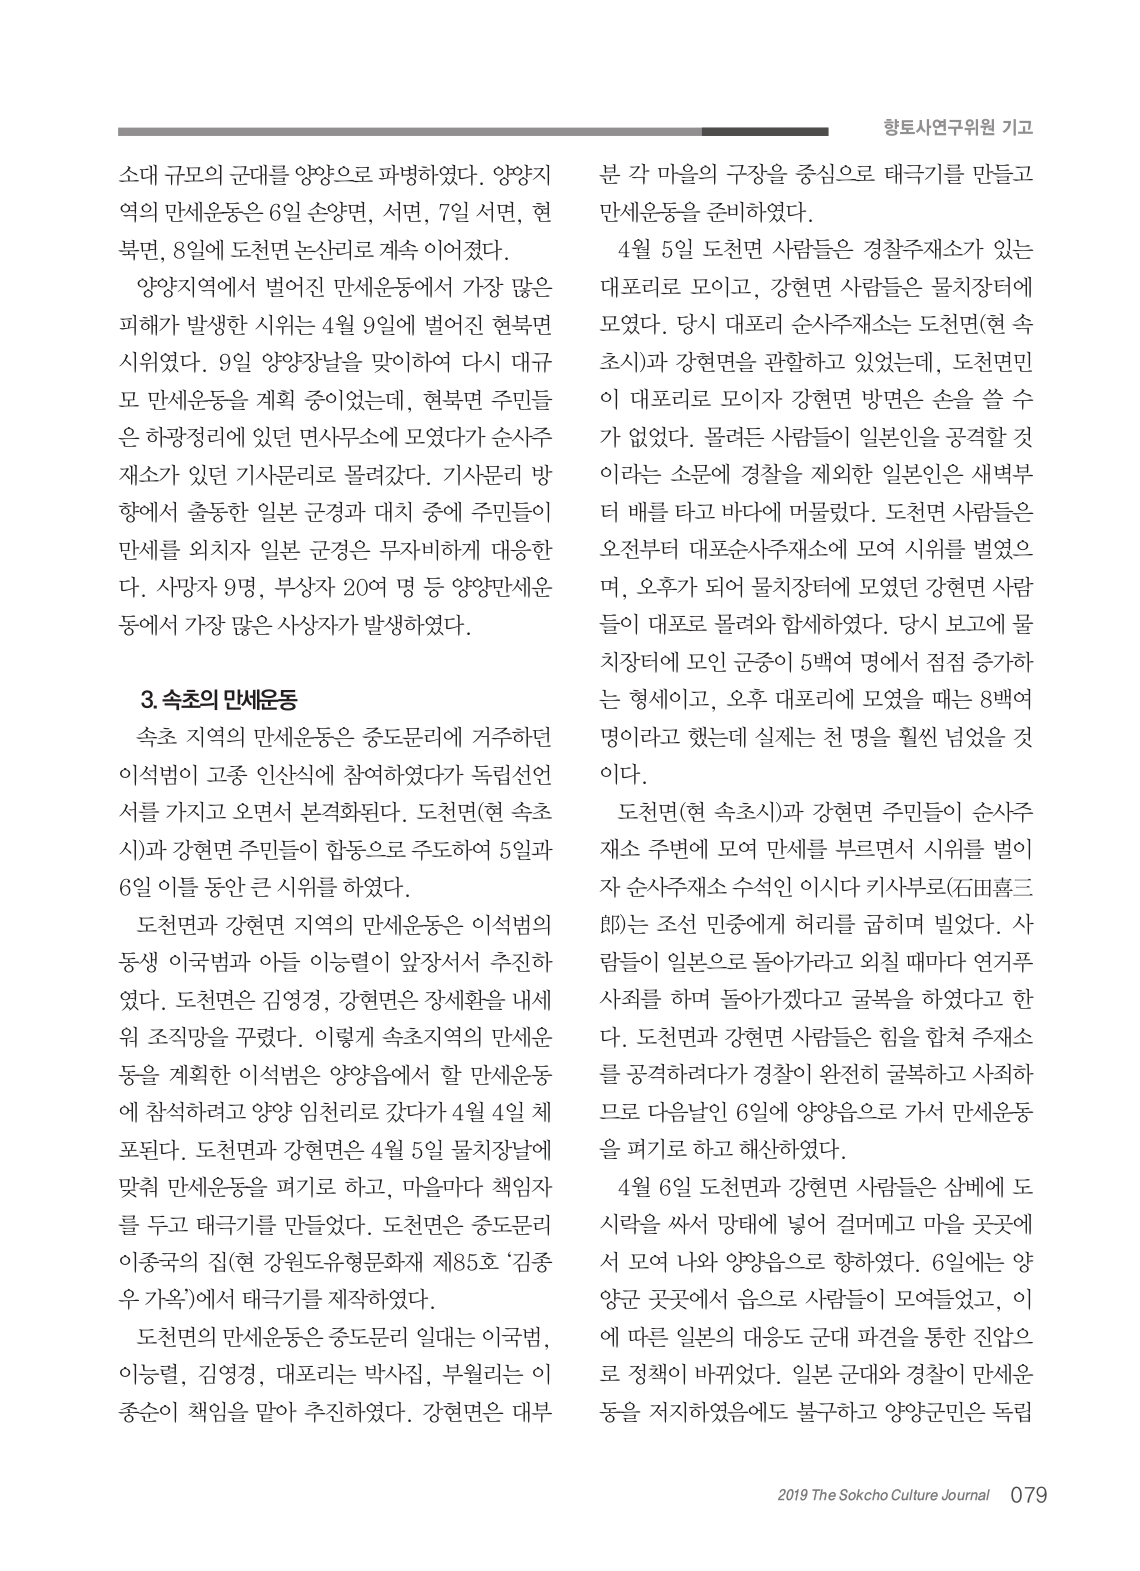 향토사연구위원 기고
소대 규모의 군대를 양양으로 파병하였다. 양양지
역의 만세운동은 6일 손양면, 서면, 7일 서면, 현
북면, 8일에 도천면 논산리로 계속 이어졌다.
양양지역에서 벌어진 만세운동에서 가장 많은
피해가 발생한 시위는 4월 9일에 벌어진 현북면
시위였다. 9일 양양장날을 맞이하여 다시 대규
모 만세운동을 계획 중이었는데, 현북면 주민들
은 하광정리에 있던 면사무소에 모였다가 순사주
재소가 있던 기사문리로 몰려갔다. 기사문리 방
향에서 출동한 일본 군경과 대치 중에 주민들이
만세를 외치자 일본 군경은 무자비하게 대응한
다. 사망자 9명, 부상자 20여 명 등 양양만세운
동에서 가장 많은 사상자가 발생하였다.
3. 속초의 만세운동
속초 지역의 만세운동은 중도문리에 거주하던
이석범이 고종 인산식에 참여하였다가 독립선언
서를 가지고 오면서 본격화된다. 도천면(현 속초
시)과 강현면 주민들이 합동으로 주도하여 5일과
6일 이틀 동안 큰 시위를 하였다.
도천면과 강현면 지역의 만세운동은 이석범의
동생 이국범과 아들 이능렬이 앞장서서 추진하
였다. 도천면은 김영경, 강현면은 장세환을 내세
워 조직망을 꾸렸다. 이렇게 속초지역의 만세운
동을 계획한 이석범은 양양읍에서 할 만세운동
에 참석하려고 양양 임천리로 갔다가 4월 4일 체
포된다. 도천면과 강현면은 4월 5일 물치장날에
맞춰 만세운동을 펴기로 하고, 마을마다 책임자
를 두고 태극기를 만들었다. 도천면은 중도문리
이종국의 집(현 강원도유형문화재 제85호 ‘김종
우 가옥’)에서 태극기를 제작하였다.
도천면의 만세운동은 중도문리 일대는 이국범,
이능렬, 김영경, 대포리는 박사집, 부월리는 이
종순이 책임을 맡아 추진하였다. 강현면은 대부
분 각 마을의 구장을 중심으로 태극기를 만들고
만세운동을 준비하였다.
4월 5일 도천면 사람들은 경찰주재소가 있는
대포리로 모이고, 강현면 사람들은 물치장터에
모였다. 당시 대포리 순사주재소는 도천면(현 속
초시)과 강현면을 관할하고 있었는데, 도천면민
이 대포리로 모이자 강현면 방면은 손을 쓸 수
가 없었다. 몰려든 사람들이 일본인을 공격할 것
이라는 소문에 경찰을 제외한 일본인은 새벽부
터 배를 타고 바다에 머물렀다. 도천면 사람들은
오전부터 대포순사주재소에 모여 시위를 벌였으
며, 오후가 되어 물치장터에 모였던 강현면 사람
들이 대포로 몰려와 합세하였다. 당시 보고에 물
치장터에 모인 군중이 5백여 명에서 점점 증가하
는 형세이고, 오후 대포리에 모였을 때는 8백여
명이라고 했는데 실제는 천 명을 훨씬 넘었을 것
이다.
도천면(현 속초시)과 강현면 주민들이 순사주
재소 주변에 모여 만세를 부르면서 시위를 벌이
자 순사주재소 수석인 이시다 키사부로(石田喜三
郎)는 조선 민중에게 허리를 굽히며 빌었다. 사
람들이 일본으로 돌아가라고 외칠 때마다 연거푸
사죄를 하며 돌아가겠다고 굴복을 하였다고 한
다. 도천면과 강현면 사람들은 힘을 합쳐 주재소
를 공격하려다가 경찰이 완전히 굴복하고 사죄하
므로 다음날인 6일에 양양읍으로 가서 만세운동
을 펴기로 하고 해산하였다.
4월 6일 도천면과 강현면 사람들은 삼베에 도
시락을 싸서 망태에 넣어 걸머메고 마을 곳곳에
서 모여 나와 양양읍으로 향하였다. 6일에는 양
양군 곳곳에서 읍으로 사람들이 모여들었고, 이
에 따른 일본의 대응도 군대 파견을 통한 진압으
로 정책이 바뀌었다. 일본 군대와 경찰이 만세운
동을 저지하였음에도 불구하고 양양군민은 독립
2019 The Sokcho Culture Journal 079